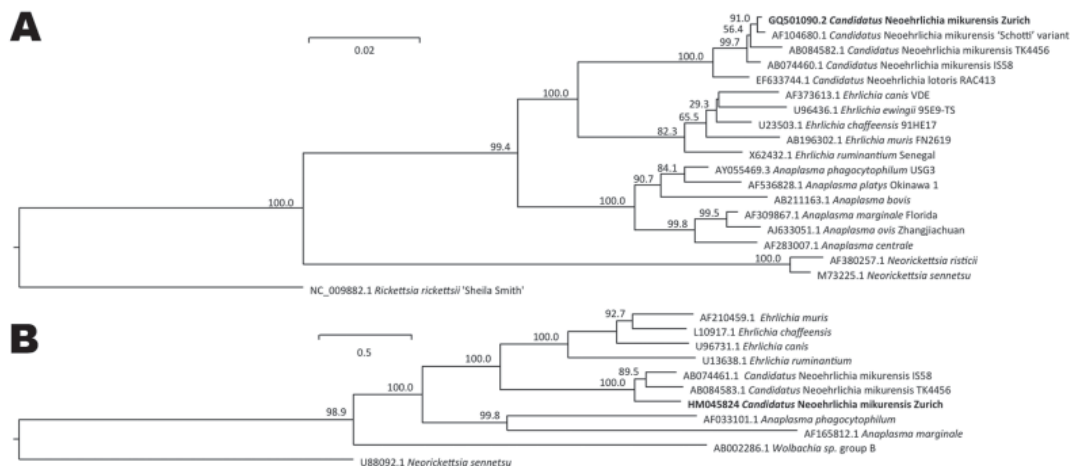 A
0.02
91.0 GQ501090.2 Candidatus Neoehrlichia mikurensis Zurich
56.4 AF104680.1 Candidatus Neoehrlichia mikurensis 'Schotti' variant
99.7 AB084582.1 Candidatus Neoehrlichia mikurensis TK4456
100.0 AB074460.1 Candidatus Neoehrlichia mikurensis IS58
EF633744.1 Candidatus Neoehrlichia lotoris RAC413
100.0 AF373613.1 Ehrlichia canis VDE
29.3 U96436.1 Ehrlichia ewingii 95E9-TS
65.5 U23503.1 Ehrlichia chaffeensis 91HE17
82.3 AB196302.1 Ehrlichia muris FN2619
99.4 X62432.1 Ehrlichia ruminantium Senegal
84.1 AY055469.3 Anaplasma phagocytophilum USG3
90.7 AF536828.1 Anaplasma platys Okinawa 1
100.0 AB211163.1 Anaplasma bovis
100.0 99.5 AF309867.1 Anaplasma marginale Florida
99.8 AJ633051.1 Anaplasma ovis Zhangjiachuan
AF283007.1 Anaplasma centrale
100.0 AF380257.1 Neorickettsia risticii
M73225.1 Neorickettsia sennetsu
NC_009882.1 Rickettsia rickettsii 'Sheila Smith'
B
0.5
92.7 AF210459.1 Ehrlichia muris
L10917.1 Ehrlichia chaffeensis
100.0 U96731.1 Ehrlichia canis
100.0 U13638.1 Ehrlichia ruminantium
89.5 AB074461.1 Candidatus Neoehrlichia mikurensis IS58
100.0 100.0 AB084583.1 Candidatus Neoehrlichia mikurensis TK4456
HM045824 Candidatus Neoehrlichia mikurensis Zurich
98.9 99.8 AF033101.1 Anaplasma phagocytophilum
AF165812.1 Anaplasma marginale
AB002286.1 Wolbachia sp. group B
U88092.1 Neorickettsia sennetsu